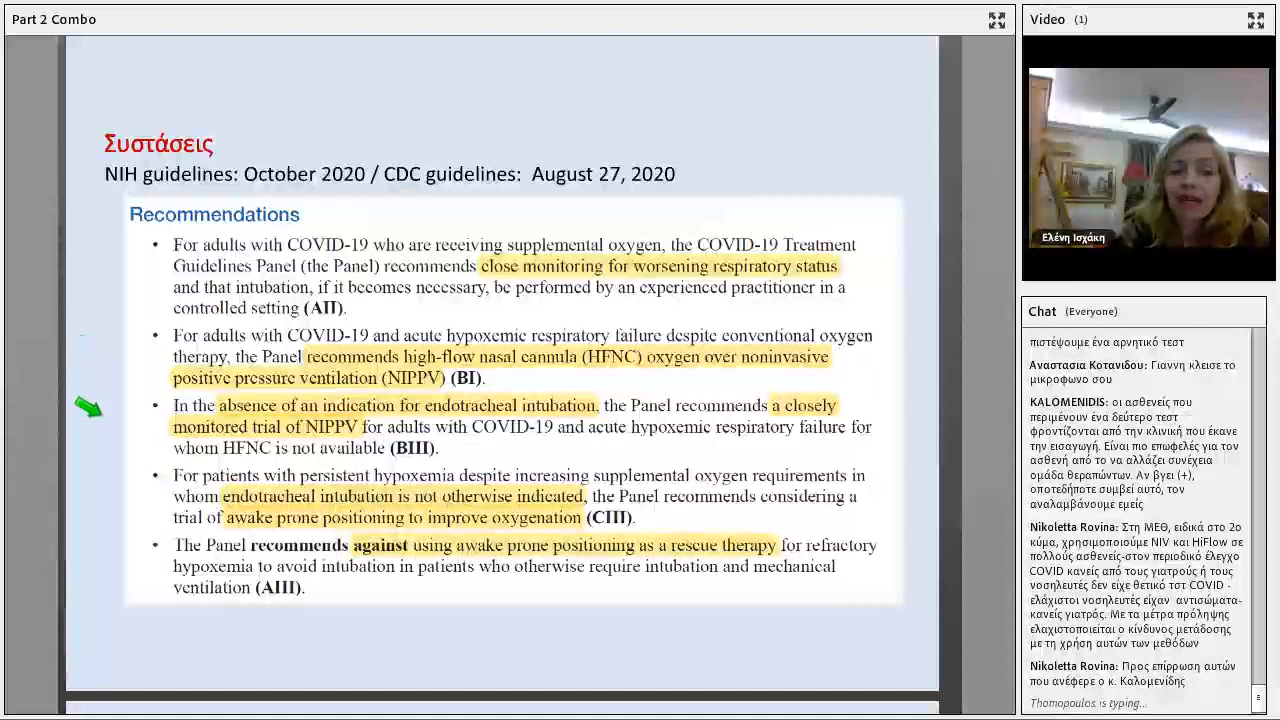 Part 2 Combo
Συστάσεις
NIH guidelines: October 2020 / CDC guidelines:  August 27, 2020
Recommendations
• For adults with COVID-19 who are receiving supplemental oxygen, the COVID-19 Treatment
Guidelines Panel (the Panel) recommends close monitoring for worsening respiratory status
and that intubation, if it becomes necessary, be performed by an experienced practitioner in a
controlled setting (AII).
• For adults with COVID-19 and acute hypoxemic respiratory failure despite conventional oxygen
therapy, the Panel recommends high-flow nasal cannula (HFNC) oxygen over noninvasive
positive pressure ventilation (NIPPV) (BI).
• In the absence of an indication for endotracheal intubation, the Panel recommends a closely
monitored trial of NIPPV for adults with COVID-19 and acute hypoxemic respiratory failure for
whom HFNC is not available (BIII).
• For patients with persistent hypoxemia despite increasing supplemental oxygen requirements in
whom endotracheal intubation is not otherwise indicated, the Panel recommends considering a
trial of awake prone positioning to improve oxygenation (CIII).
• The Panel recommends against using awake prone positioning as a rescue therapy for refractory
hypoxemia to avoid intubation in patients who otherwise require intubation and mechanical
ventilation (AIII).
Video (1)
Ελένη Ισχάκη
Chat (Everyone)
πιστέψουμε ένα αρνητικό τεστ
Αναστασια Κοτανιδου: Γιαννη κλεισε το
μικροφωνο σου
KALOMENIDIS: οι ασθενείς που
περιμένουν ένα δεύτερο τεστ
φροντίζονται από την κλινική που έκανε
την εισαγωγή. Είναι πιο επωφελές για τον
ασθενή από το να αλλάζει συνέχεια
ομάδα θεραπώντων. Αν βγει (+),
οποτεδήποτε συμβεί αυτό, τον
αναλαμβάνουμε εμείς
Nikoletta Rovina: Στη ΜΕΘ, ειδικά στο 2ο
κύμα, χρησιμοποιούμε NIV και HiFlow σε
πολλούς ασθενείς-στον περιοδικό έλεγχο
COVID κανείς από τους γιατρούς ή τους
νοσηλευτές δεν είχε θετικό τστ COVID -
ελάχιστοι νοσηλευτές είχαν  αντισώματα-
κανείς γιατρός. Με τα μέτρα πρόληψης
ελαχιστοποιείται ο κίνδυνος μετάδοσης
με τη χρήση αυτών των μεθόδων
Nikoletta Rovina: Προς επίρρωση αυτών
που ανέφερε ο κ. Καλομενίδης
Thomopoulos is typing...